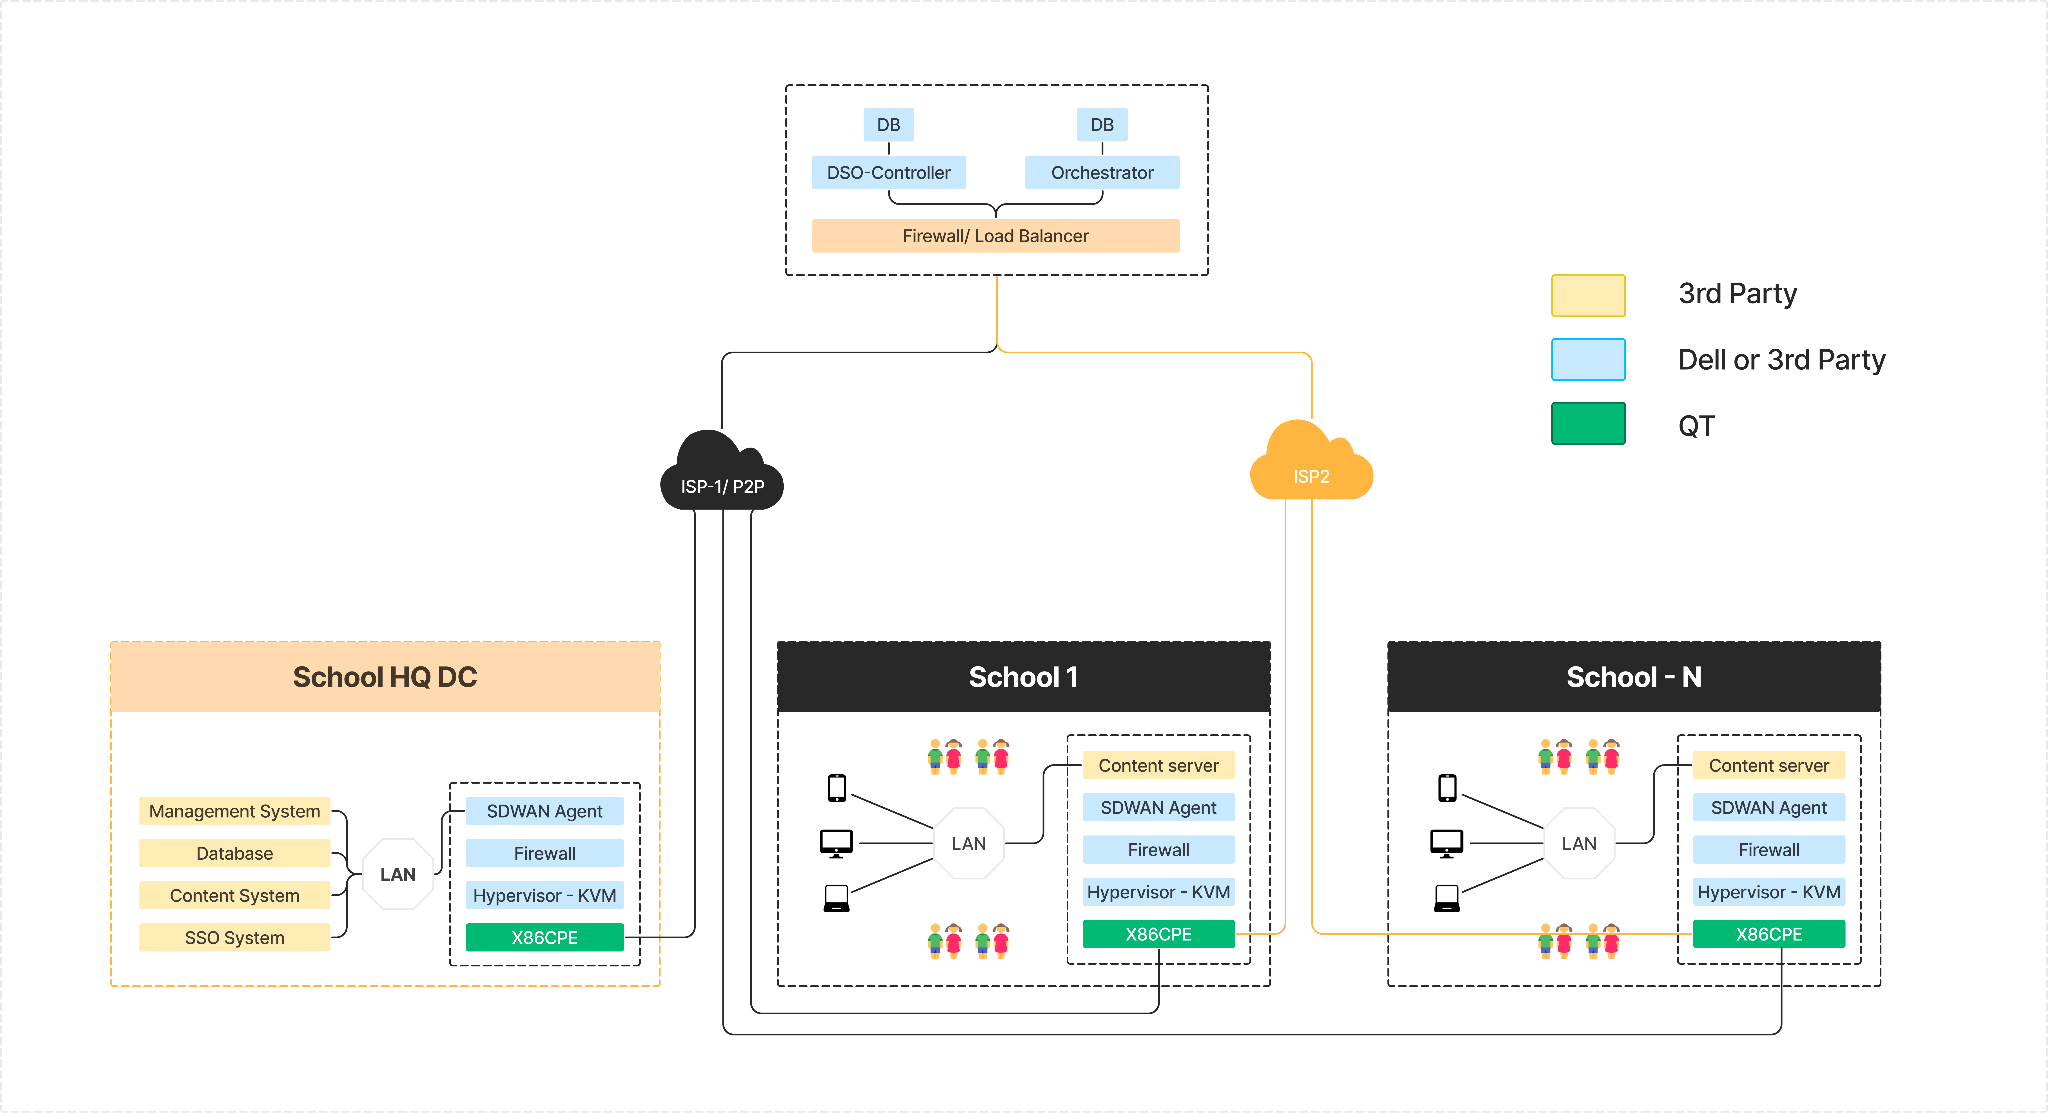 DB
DB
DSO-Controller
Orchestrator
Firewall/ Load Balancer
3rd Party
Dell or 3rd Party
QT
ISP-1/ P2P
ISP2
School HQ DC
Management System
Database
Content System
SSO System
LAN
SDWAN Agent
Firewall
Hypervisor - KVM
X86CPE
School 1
LAN
Content server
SDWAN Agent
Firewall
Hypervisor - KVM
X86CPE
School - N
LAN
Content server
SDWAN Agent
Firewall
Hypervisor - KVM
X86CPE